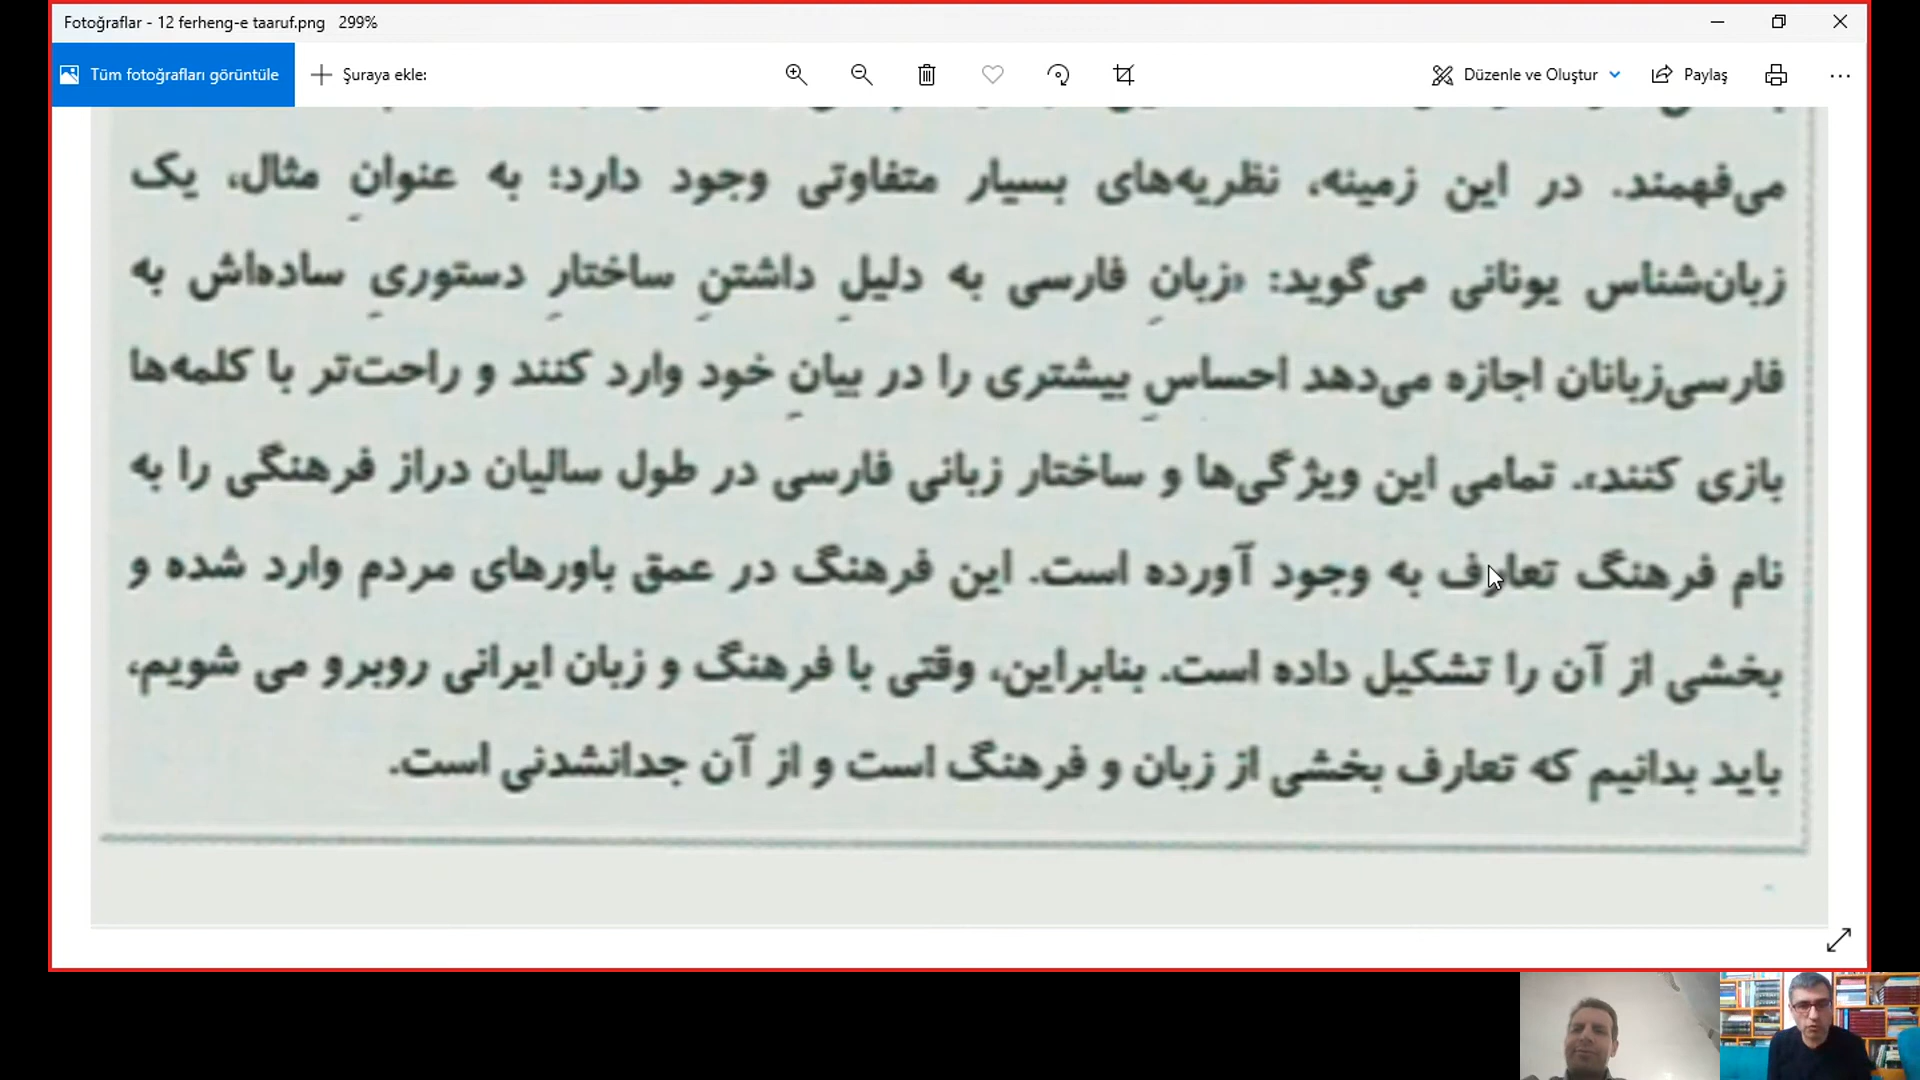 Fotoğraflar - 12 ferheng-e taaruf.png 299%
Tüm fotoğrafları görüntüle
Şuraya ekle:
Düzenle ve Oluştur
Paylaş
می‌فهمند. در این زمینه، نظریه‌های بسیار متفاوتی وجود دارد؛ به عنوانِ مثال، یک
زبان‌شناس یونانی می‌گوید: «زبانِ فارسی به دلیلِ داشتنِ ساختارِ دستوریِ ساده‌اش به
فارسی‌زبانان اجازه می‌دهد احساسِ بیشتری را در بیانِ خود وارد کنند و راحت‌تر با کلمه‌ها
بازی کنند». تمامی این ویژگی‌ها و ساختار زبانی فارسی در طول سالیان دراز فرهنگی را به
نام فرهنگ تعارف به وجود آورده است. این فرهنگ در عمق باورهای مردم وارد شده و
بخشی از آن را تشکیل داده است. بنابراین، وقتی با فرهنگ و زبان ایرانی روبرو می شویم،
باید بدانیم که تعارف بخشی از زبان و فرهنگ است و از آن جدانشدنی است.